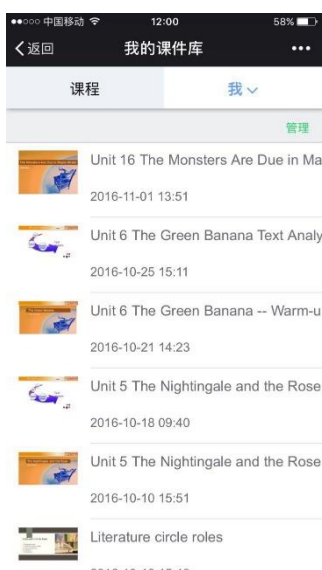 中国移动 12:00 58%
返回 我的课件库
课程 我
管理
Unit 16 The Monsters Are Due in Ma
2016-11-01 13:51
Unit 6 The Green Banana Text Analy
2016-10-25 15:11
Unit 6 The Green Banana -- Warm-u
2016-10-21 14:23
Unit 5 The Nightingale and the Rose
2016-10-18 09:40
Unit 5 The Nightingale and the Rose
2016-10-10 15:51
Literature circle roles